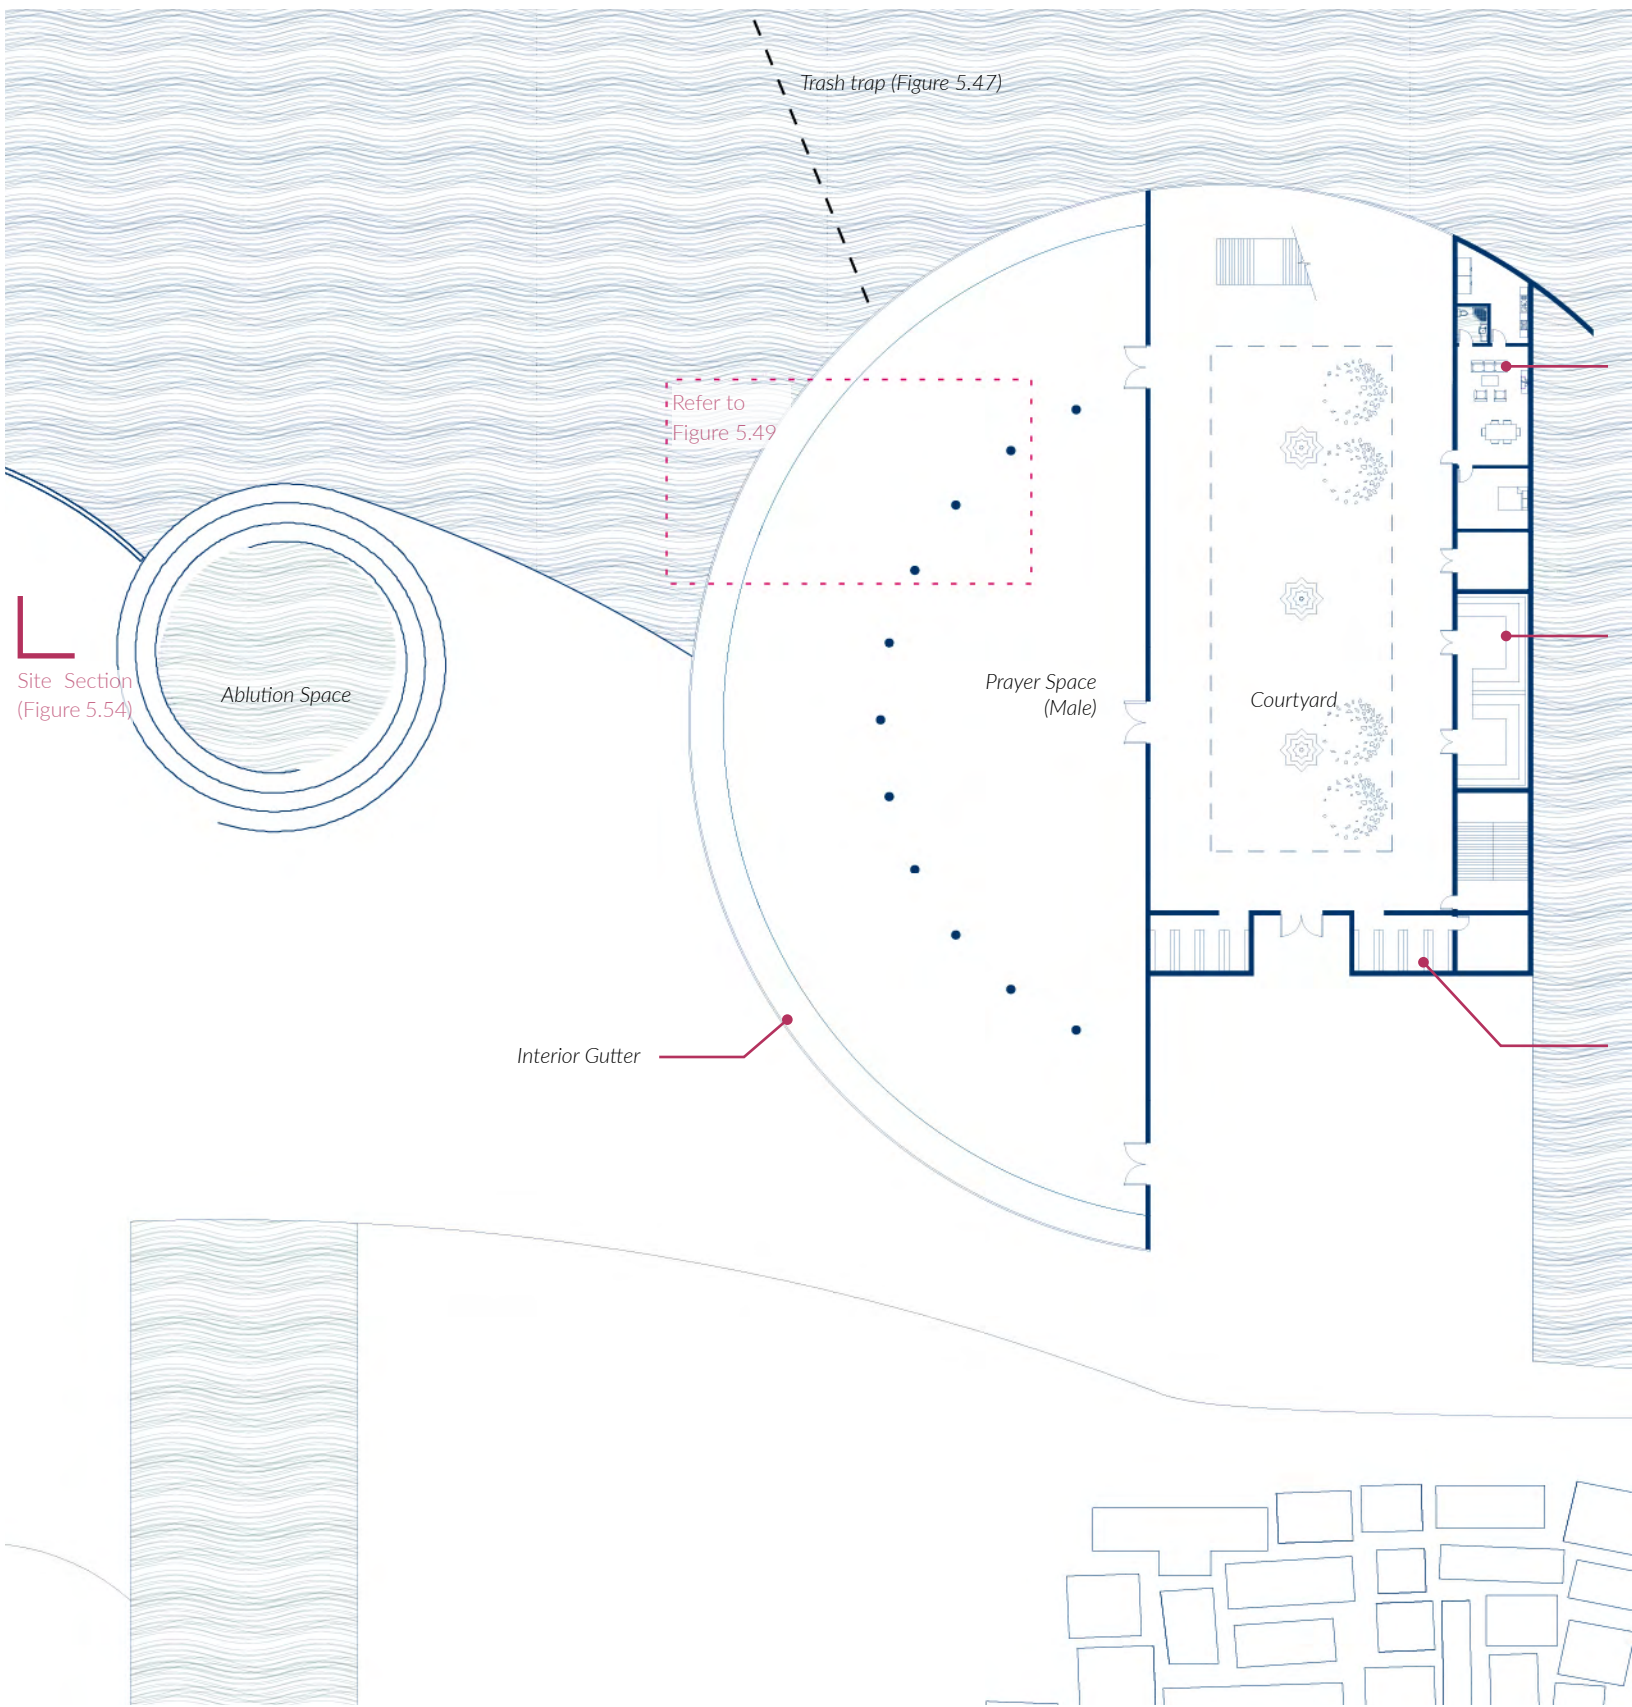 Trash trap (Figure 5.47)
Refer to
Figure 5.49
Site Section
(Figure 5.54)
Ablution Space
Prayer Space
(Male)
Courtyard
Interior Gutter